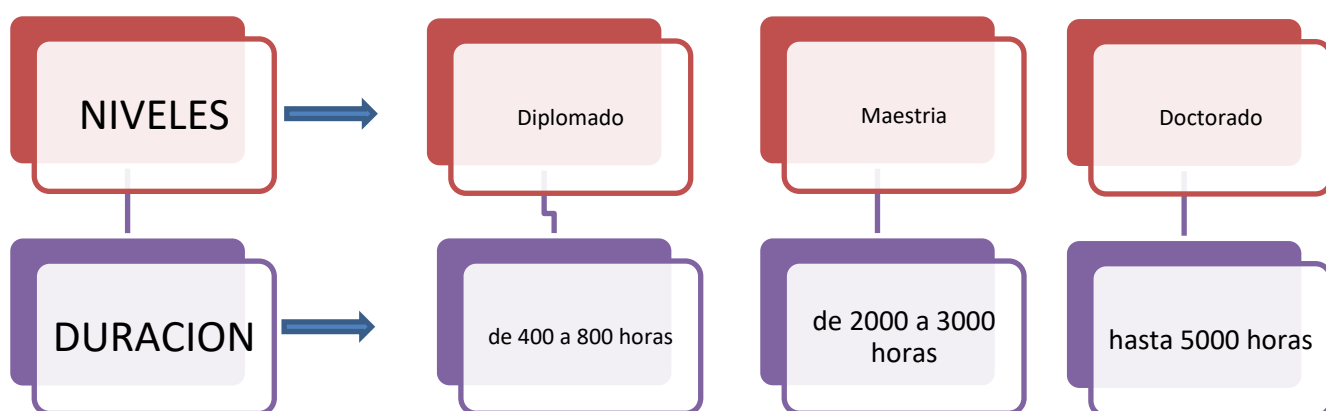 NIVELES
Diplomado
Maestria
Doctorado
DURACION
de 400 a 800 horas
de 2000 a 3000
horas
hasta 5000 horas